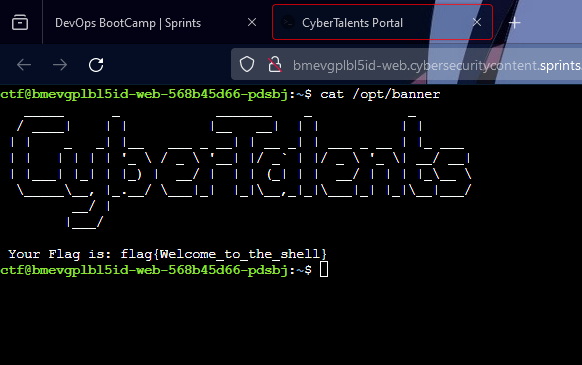 DevOps BootCamp | Sprints
CyberTalents Portal
bmevgplbl5id-web.cybersecuritycontent.sprints
ctf@bmevgplbl5id-web-568b45d66-pdsbj:~$ cat /opt/banner
CyberTalents
Your Flag is: flag{Welcome_to_the_shell}
ctf@bmevgplbl5id-web-568b45d66-pdsbj:~$